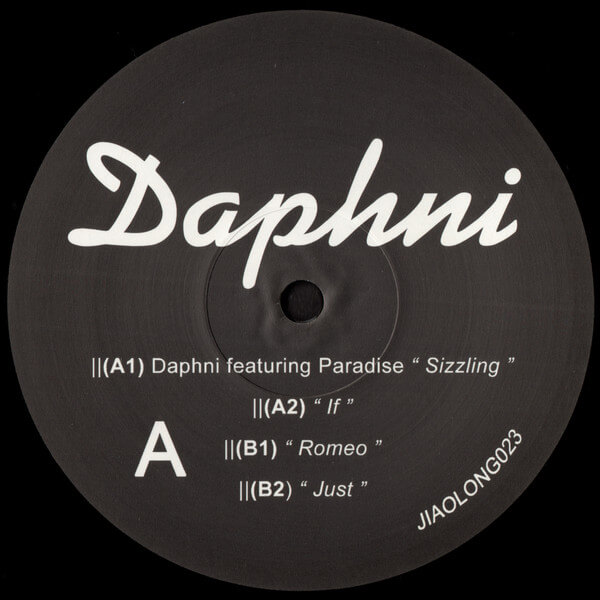 Daphni
||(A1) Daphni featuring Paradise “ Sizzling ”
||(A2) “ If ”
A
||(B1) “ Romeo ”
||(B2) “ Just ”
JIAOLONG023